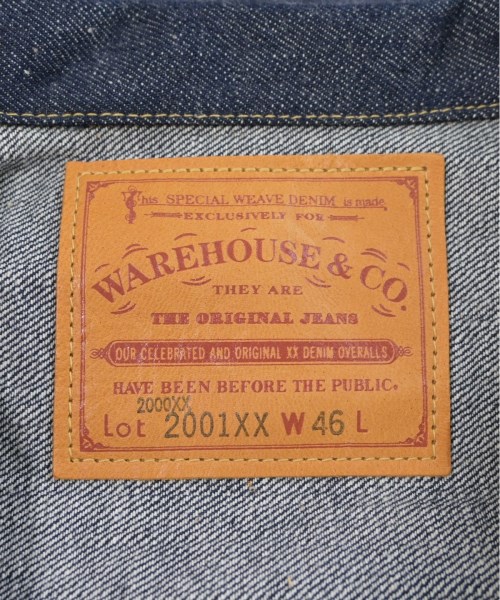 This SPECIAL WEAVE DENIM is made
EXCLUSIVELY FOR
WAREHOUSE & CO.
THEY ARE
THE ORIGINAL JEANS
OUR CELEBRATED AND ORIGINAL XX DENIM OVERALLS
HAVE BEEN BEFORE THE PUBLIC.
2000XX
Lot 2001XX W 46 L